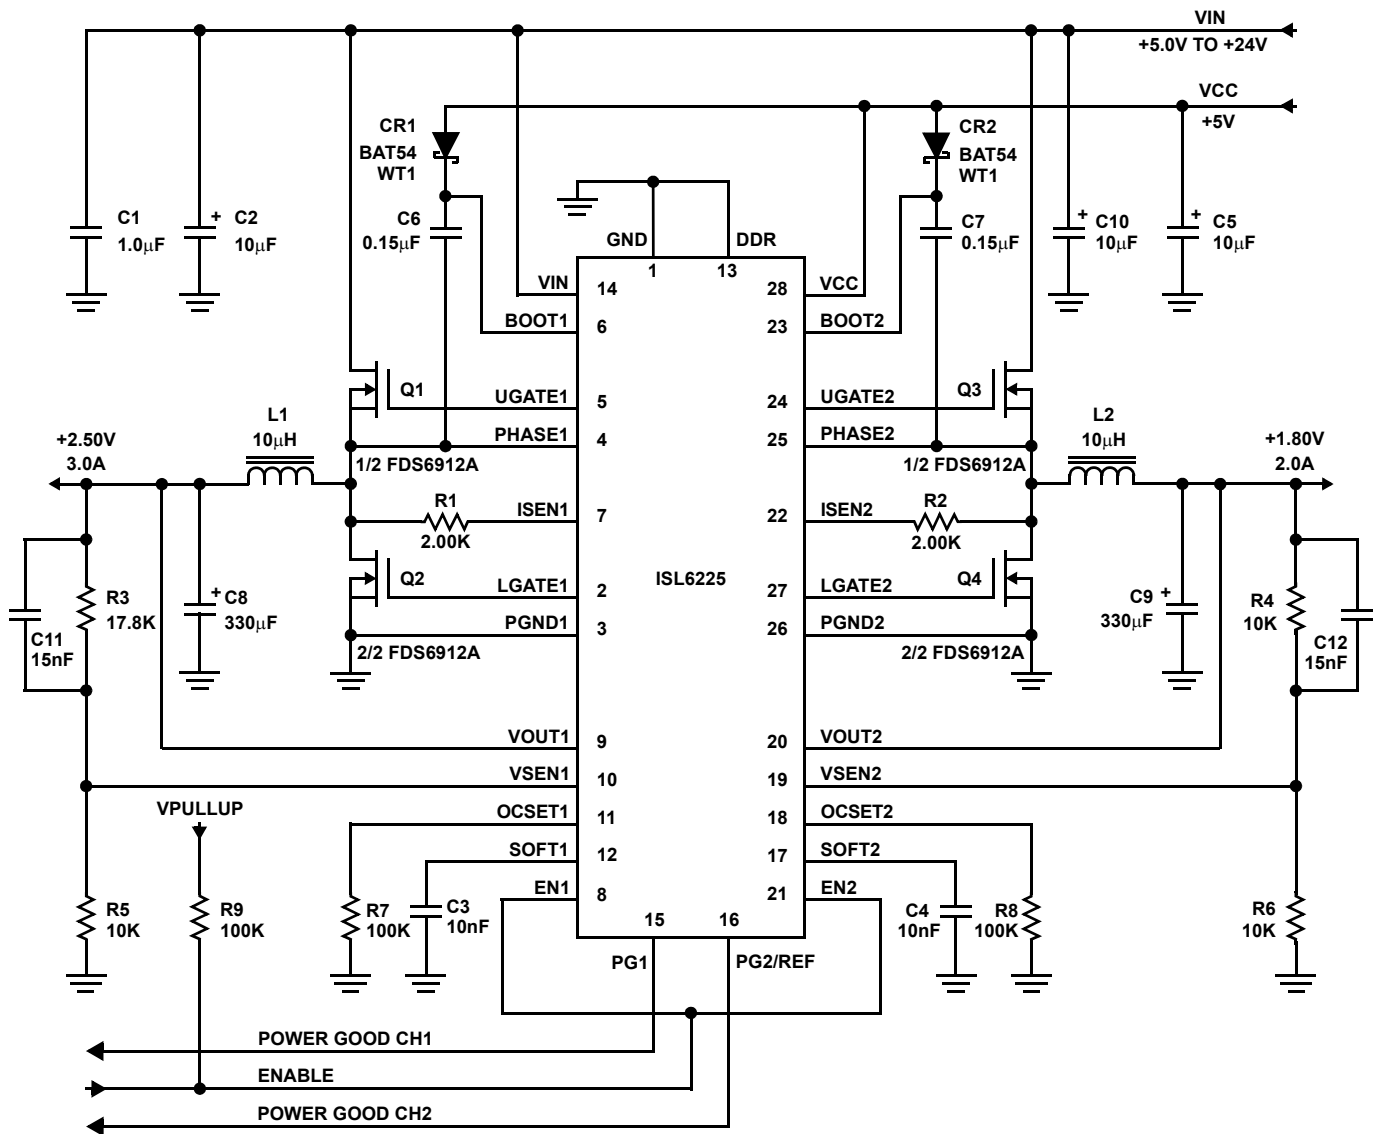 VIN
+5.0V TO +24V
VCC
+5V
CR1
BAT54
WT1
CR2
BAT54
WT1
C1
1.0μF
+
C2
10μF
C6
0.15μF
GND
DDR
C7
0.15μF
+
C10
10μF
+
C5
10μF
1
13
VIN
14
28
VCC
BOOT1
6
23
BOOT2
Q1
UGATE1
5
24
UGATE2
Q3
L1
10μH
PHASE1
4
25
PHASE2
L2
10μH
+2.50V
3.0A
1/2 FDS6912A
1/2 FDS6912A
+1.80V
2.0A
R1
2.00K
ISEN1
7
22
ISEN2
R2
2.00K
ISL6225
Q2
LGATE1
2
27
LGATE2
Q4
R3
17.8K
+
C8
330μF
PGND1
3
26
PGND2
C9
+
330μF
R4
10K
C11
15nF
2/2 FDS6912A
2/2 FDS6912A
C12
15nF
VOUT1
9
20
VOUT2
VSEN1
10
19
VSEN2
VPULLUP
OCSET1
11
18
OCSET2
SOFT1
12
17
SOFT2
EN1
8
21
EN2
R5
10K
R9
100K
R7
100K
C3
10nF
15
16
C4
10nF
R8
100K
R6
10K
PG1
PG2/REF
POWER GOOD CH1
ENABLE
POWER GOOD CH2